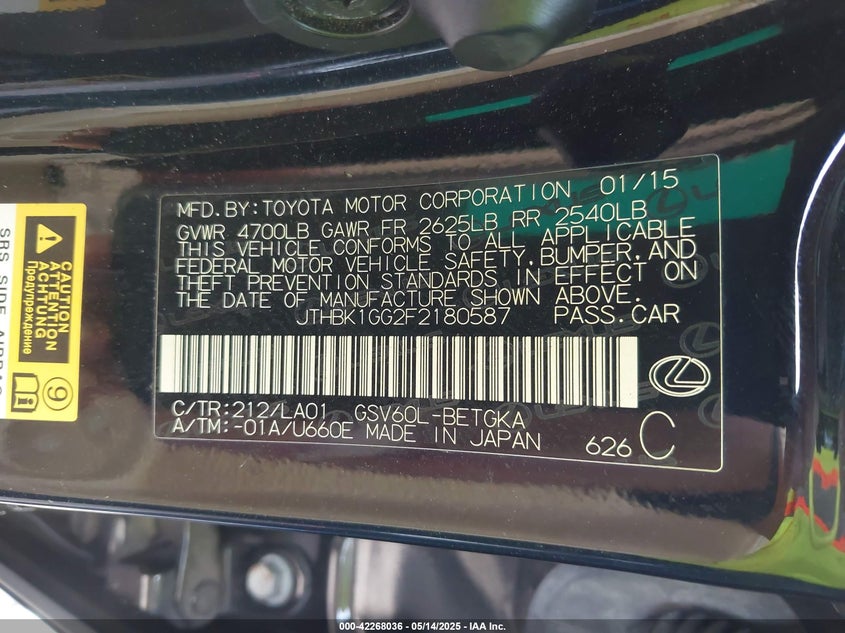 MFD.BY:TOYOTA MOTOR CORPORATION 01/15
GVWR 4700LB GAWR FR 2625LB RR 2540LB
THIS VEHICLE CONFORMS TO ALL APPLICABLE
FEDERAL MOTOR VEHICLE SAFETY,BUMPER,AND
THEFT PREVENTION STANDARDS IN EFFECT ON
THE DATE OF MANUFACTURE SHOWN ABOVE.
JTHBK1GG2F2180587 PASS.CAR
C/TR:212/LA01 GSV60L-BETGKA
A/TM:-01A/U660E MADE IN JAPAN
626 C
CAUTION
ATTENTION
ACHTUNG
Предупреждение
9
SRS SIDE AIRBAG
000-42268036 - 05/14/2025 - IAA Inc.